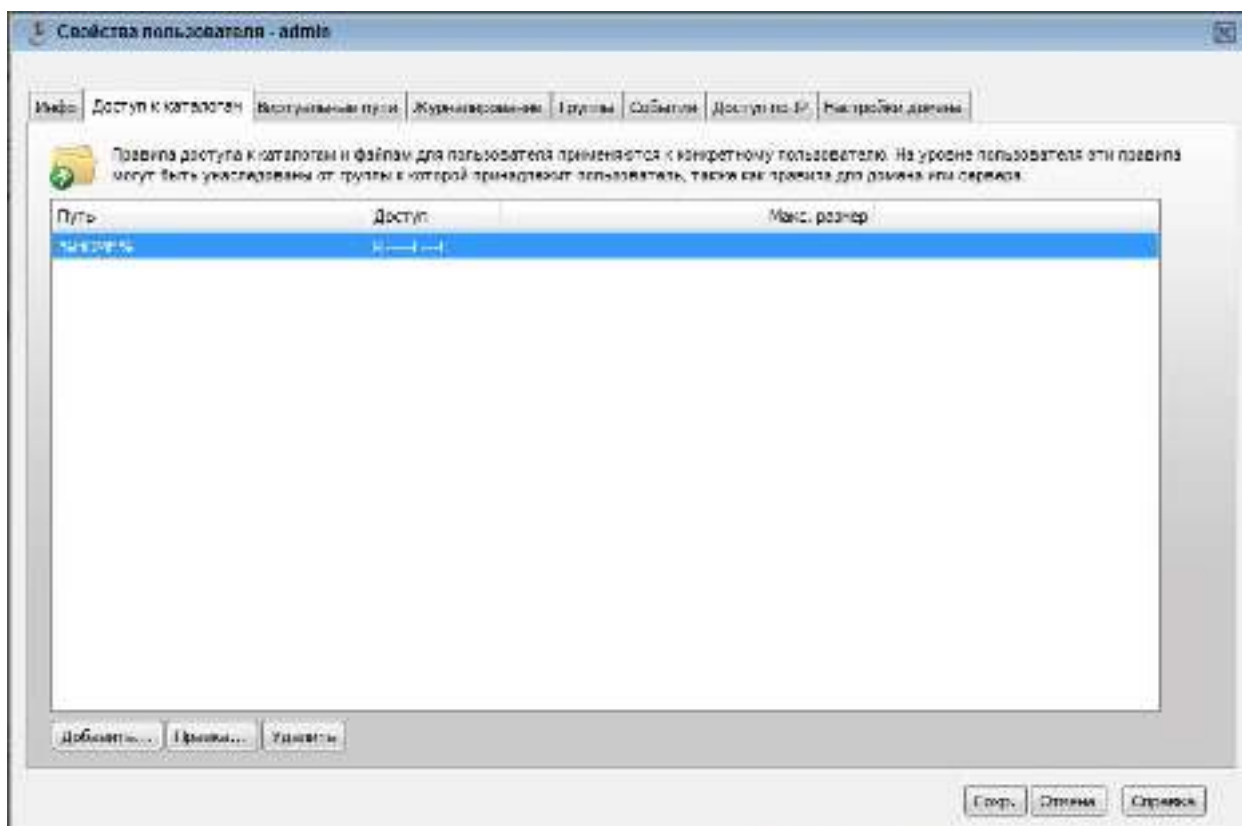 Свойства пользователя - admin
Инфо Доступ к каталогам Виртуальные пути Журналирование Группы События Доступ по IP Настройки домена
Правила доступа к каталогам и файлам для пользователя применяются к конкретному пользователю. На уровне пользователя эти правила
могут быть унаследованы от группы к которой принадлежит пользователь, также как правила для домена или сервера.
Путь Доступ Макс. размер
%HOME%
Добавить... Правка... Удалить
Сохр. Отмена Справка